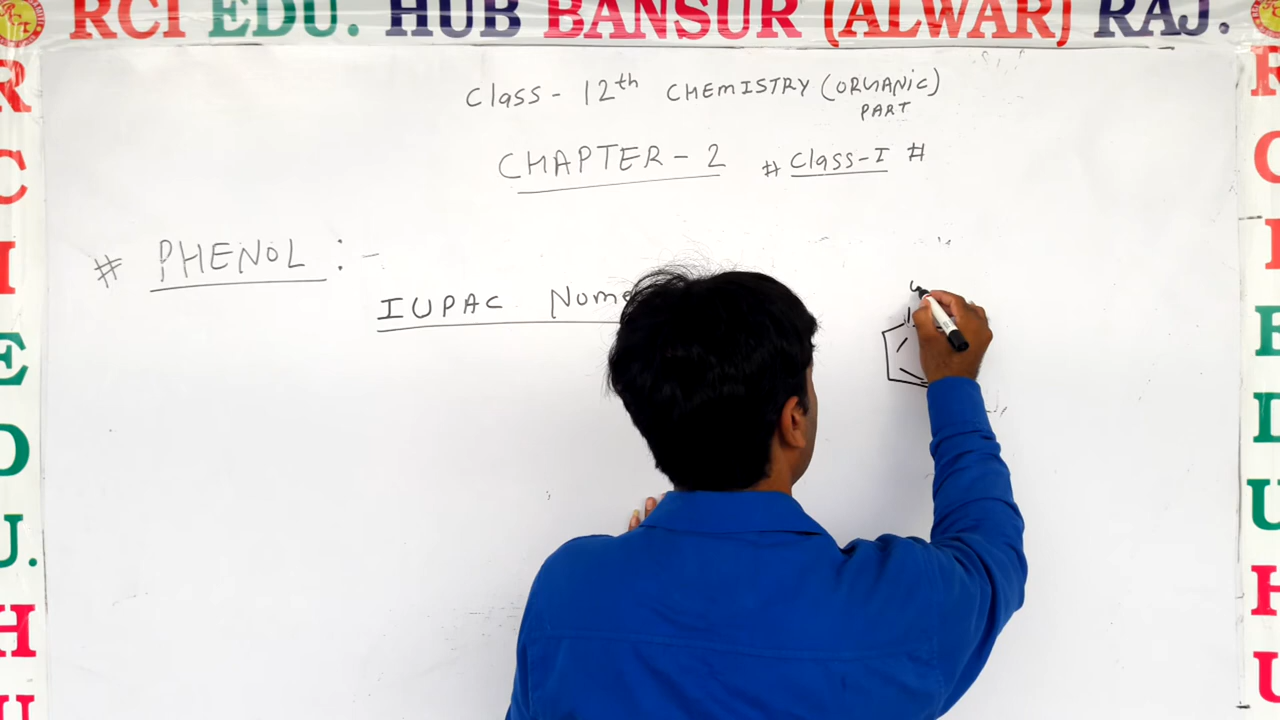 RCI EDU. HUB BANSUR (ALWAR) RAJ.
Class - 12th CHEMISTRY (ORGANIC)
PART
CHAPTER - 2 # Class-I #
# PHENOL :-
IUPAC Nome
R
C
I
E
D
U.
H
U
R
C
I
E
D
U
H
U